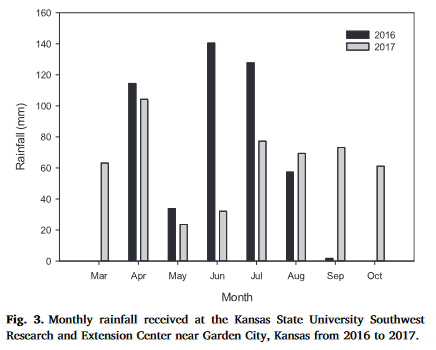 160
140
120
100
80
60
40
20
0
Rainfall (mm)
2016
2017
Mar Apr May Jun Jul Aug Sep Oct
Month
Fig. 3. Monthly rainfall received at the Kansas State University Southwest
Research and Extension Center near Garden City, Kansas from 2016 to 2017.